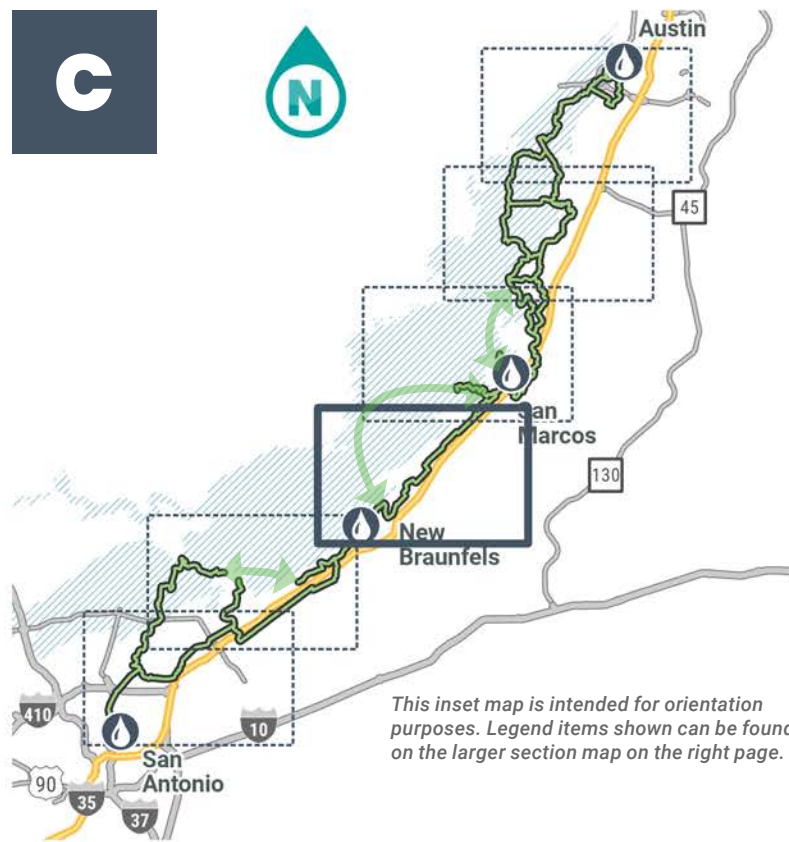 C
N
Austin
45
San
Marcos
130
New
Braunfels
This inset map is intended for orientation
purposes. Legend items shown can be found
on the larger section map on the right page.
410
10
San
Antonio
90
35
37